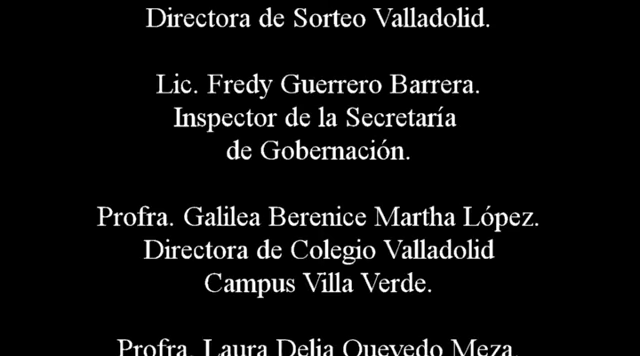 Directora de Sorteo Valladolid.
Lic. Fredy Guerrero Barrera.
Inspector de la Secretaría
de Gobernación.
Profra. Galilea Berenice Martha López.
Directora de Colegio Valladolid
Campus Villa Verde.
Profra. Laura Delia Quevedo Meza